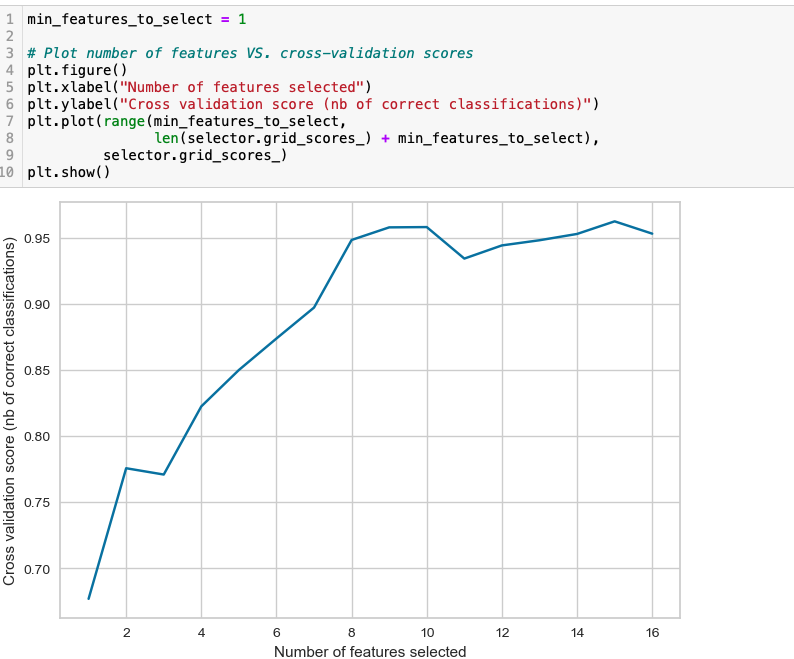 1 min_features_to_select = 1
2
3 # Plot number of features VS. cross-validation scores
4 plt.figure()
5 plt.xlabel("Number of features selected")
6 plt.ylabel("Cross validation score (nb of correct classifications)")
7 plt.plot(range(min_features_to_select,
8                len(selector.grid_scores_) + min_features_to_select),
9          selector.grid_scores_)
10 plt.show()
Cross validation score (nb of correct classifications)
0.95
0.90
0.85
0.80
0.75
0.70
2 4 6 8 10 12 14 16
Number of features selected